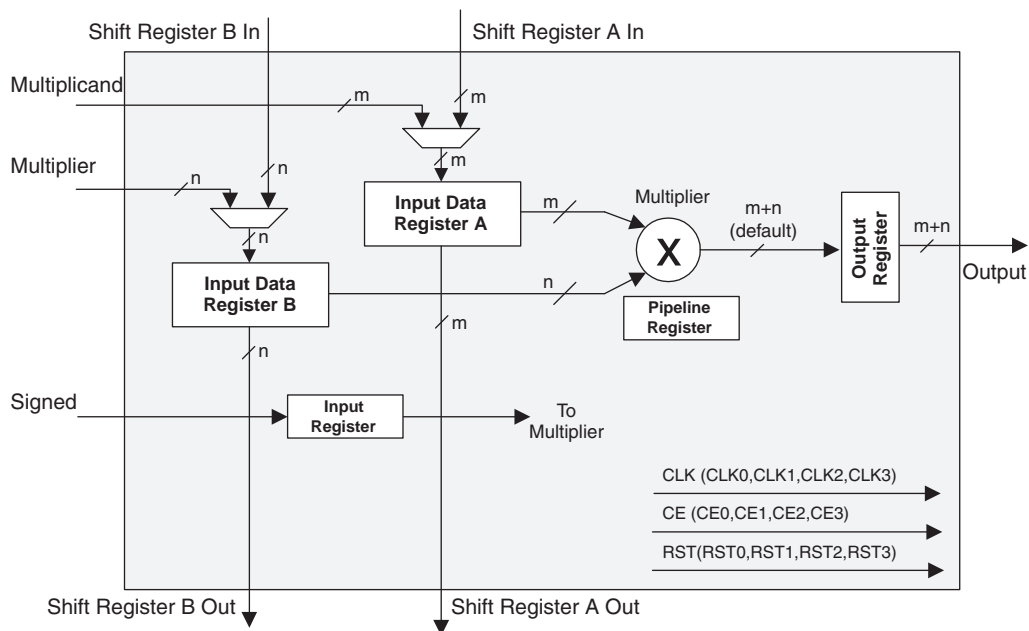 Shift Register B In
Shift Register A In
Multiplicand
m
m
Multiplier
n
n
m
Input Data
Register A
m
Multiplier
X
m+n
(default)
Output
Register
m+n
Output
n
Input Data
Register B
n
Pipeline
Register
m
n
Signed
Input
Register
To
Multiplier
CLK (CLK0,CLK1,CLK2,CLK3)
CE (CE0,CE1,CE2,CE3)
RST(RST0,RST1,RST2,RST3)
Shift Register B Out
Shift Register A Out